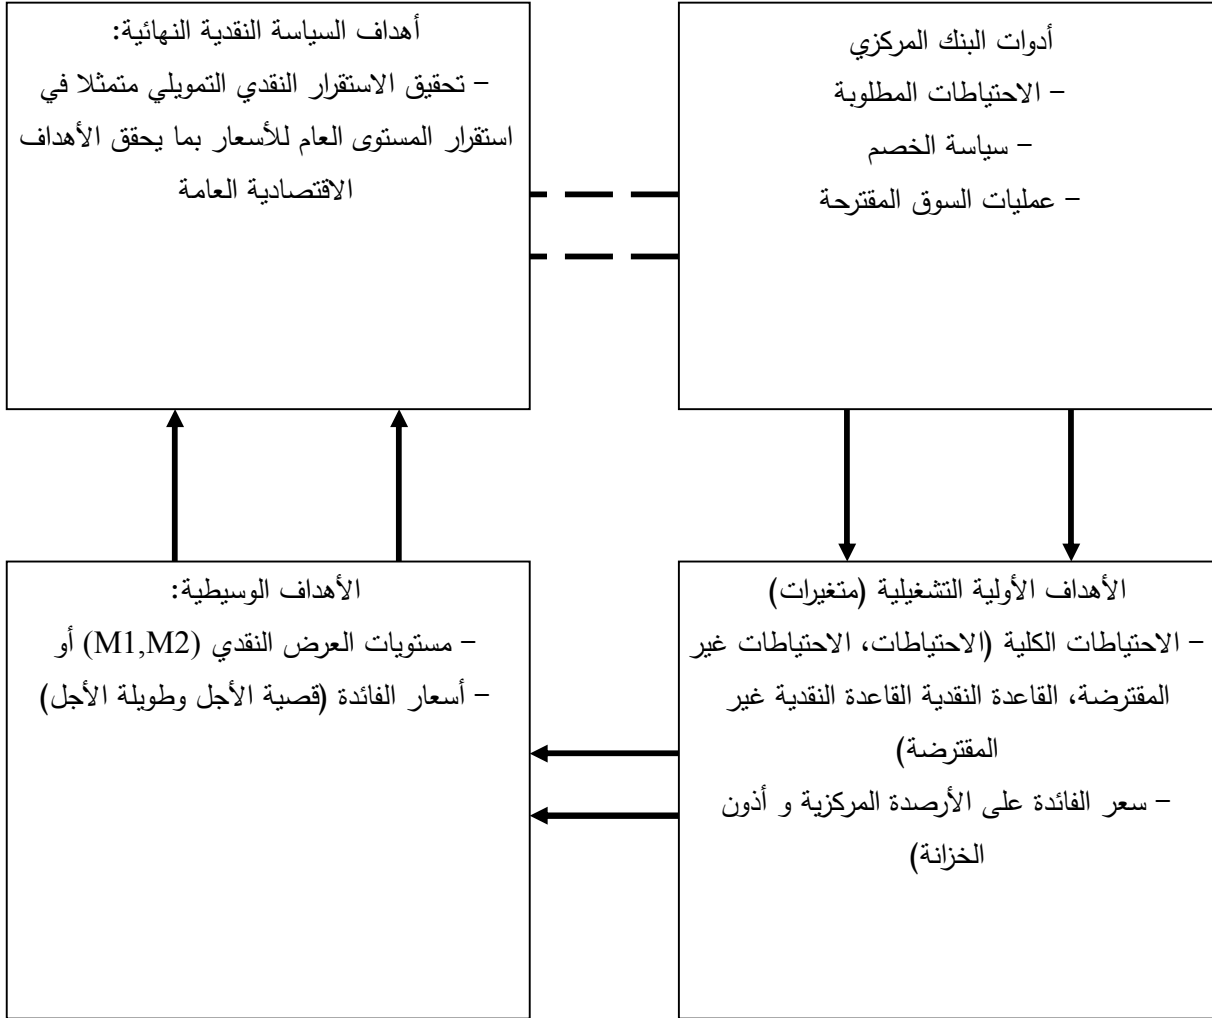 أدوات البنك المركزي
- الاحتياطات المطلوبة
- سياسة الخصم
- عمليات السوق المقترحة
أهداف السياسة النقدية النهائية:
- تحقيق الاستقرار النقدي التمويلي متمثلا في
استقرار المستوى العام للأسعار بما يحقق الأهداف
الاقتصادية العامة
الأهداف الأولية التشغيلية (متغيرات)
- الاحتياطات الكلية (الاحتياطات، الاحتياطات غير
المقترضة، القاعدة النقدية القاعدة النقدية غير
المقترضة)
- سعر الفائدة على الأرصدة المركزية و أذون
الخزانة)
الأهداف الوسيطية:
- مستويات العرض النقدي (M1,M2) أو
- أسعار الفائدة (قصية الأجل وطويلة الأجل)